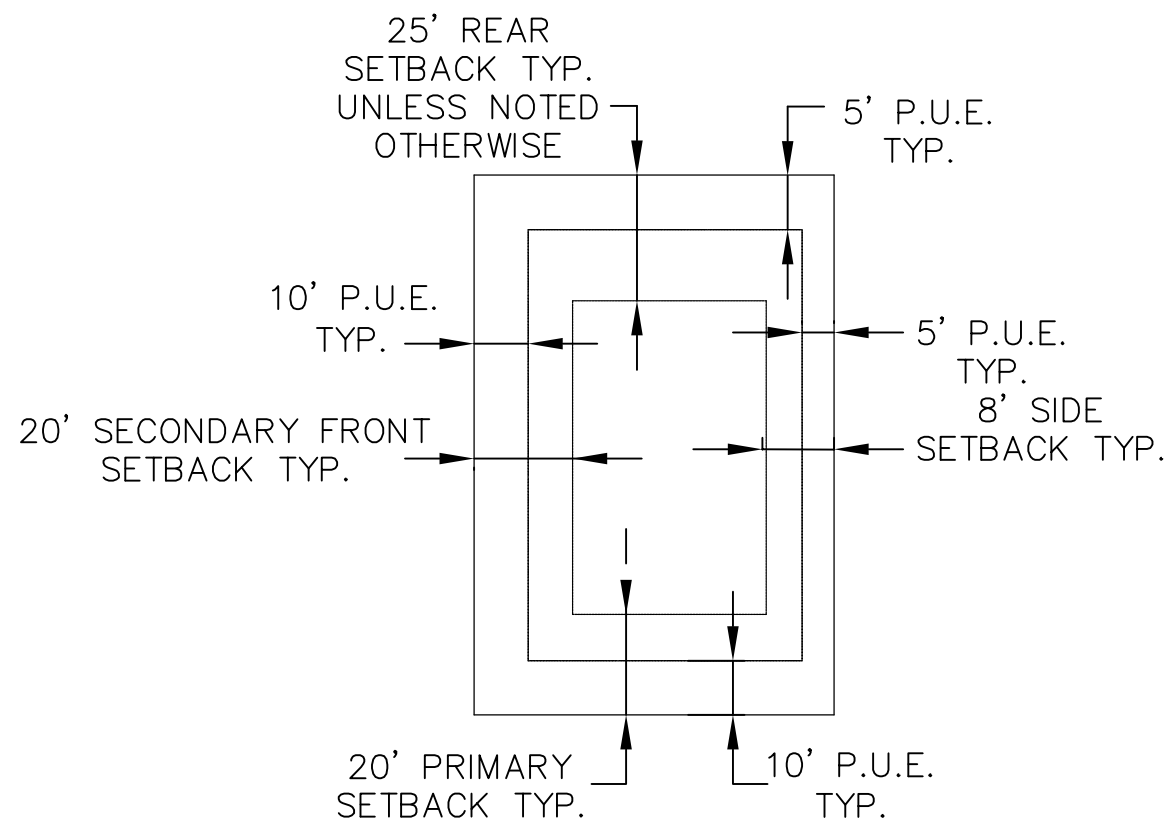 25' REAR
SETBACK TYP.
UNLESS NOTED
OTHERWISE
5' P.U.E.
TYP.
10' P.U.E.
TYP.
5' P.U.E.
TYP.
20' SECONDARY FRONT
SETBACK TYP.
8' SIDE
SETBACK TYP.
20' PRIMARY
SETBACK TYP.
10' P.U.E.
TYP.